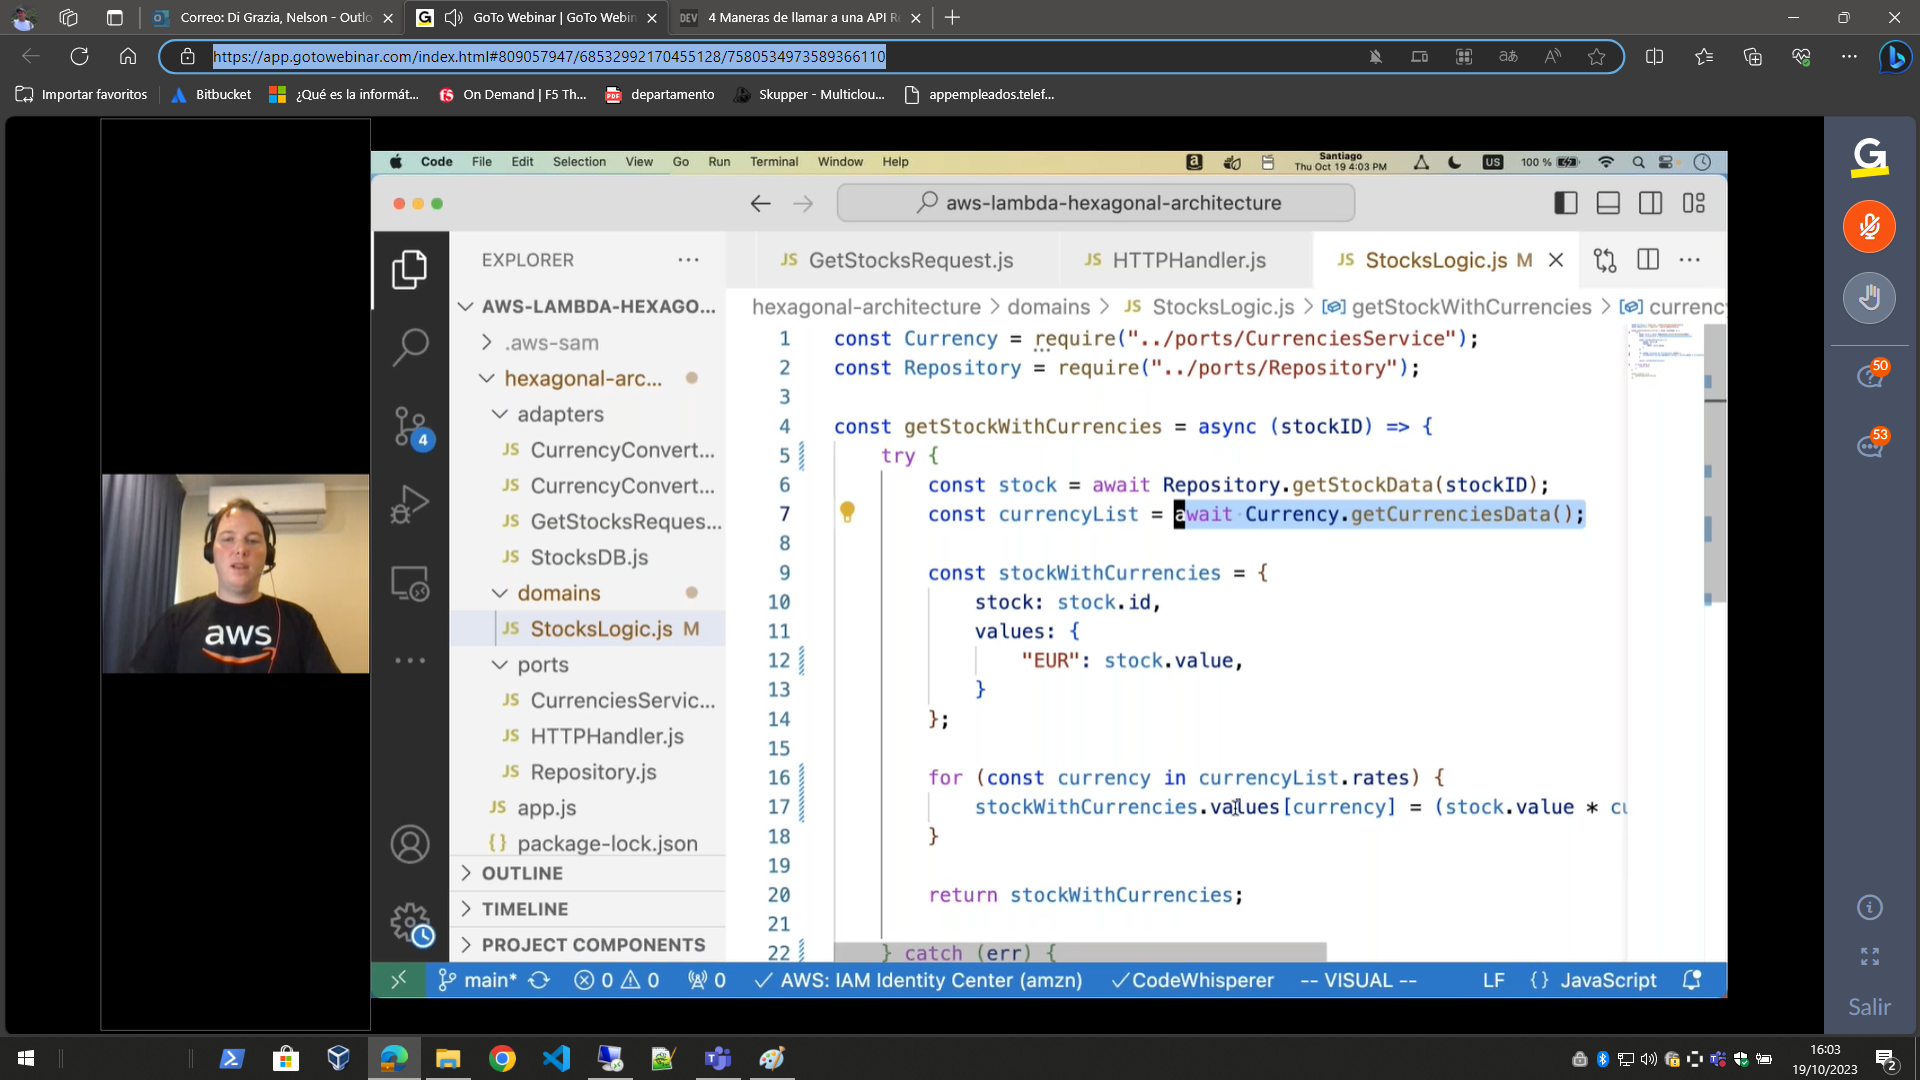 Correo: Di Grazia, Nelson - Outlo
GoTo Webinar | GoTo Webin
DEV
4 Maneras de llamar a una API Re
https://app.gotowebinar.com/index.html#809057947/68532992170455128/7580534973589366110
Importar favoritos
Bitbucket
¿Qué es la informát...
On Demand | F5 Th...
departamento
Skupper - Multiclou...
appempleados.telef...
Code File Edit Selection View Go Run Terminal Window Help
Santiago
Thu Oct 19 4:03 PM
US
100 %
aws-lambda-hexagonal-architecture
EXPLORER
JS GetStocksRequest.js
JS HTTPHandler.js
JS StocksLogic.js M
hexagonal-architecture > domains > JS StocksLogic.js > getStockWithCurrencies > currenc
AWS-LAMBDA-HEXAGO...
.aws-sam
hexagonal-arc...
adapters
JS CurrencyConvert...
JS CurrencyConvert...
JS GetStocksReques...
JS StocksDB.js
domains
JS StocksLogic.js M
ports
JS CurrenciesServic...
JS HTTPHandler.js
JS Repository.js
JS app.js
{} package-lock.json
OUTLINE
TIMELINE
PROJECT COMPONENTS
4
1 const Currency = require("../ports/CurrenciesService");
2 const Repository = require("../ports/Repository");
3
4 const getStockWithCurrencies = async (stockID) => {
5 try {
6 const stock = await Repository.getStockData(stockID);
7 const currencyList = await Currency.getCurrenciesData();
8
9 const stockWithCurrencies = {
10 stock: stock.id,
11 values: {
12 "EUR": stock.value,
13 }
14 };
15
16 for (const currency in currencyList.rates) {
17 stockWithCurrencies.values[currency] = (stock.value * cu
18 }
19
20 return stockWithCurrencies;
21
22 } catch (err) {
main* 0 0 0 AWS: IAM Identity Center (amzn) CodeWhisperer -- VISUAL -- LF {} JavaScript
aws
50
53
Salir
16:03
19/10/2023
2